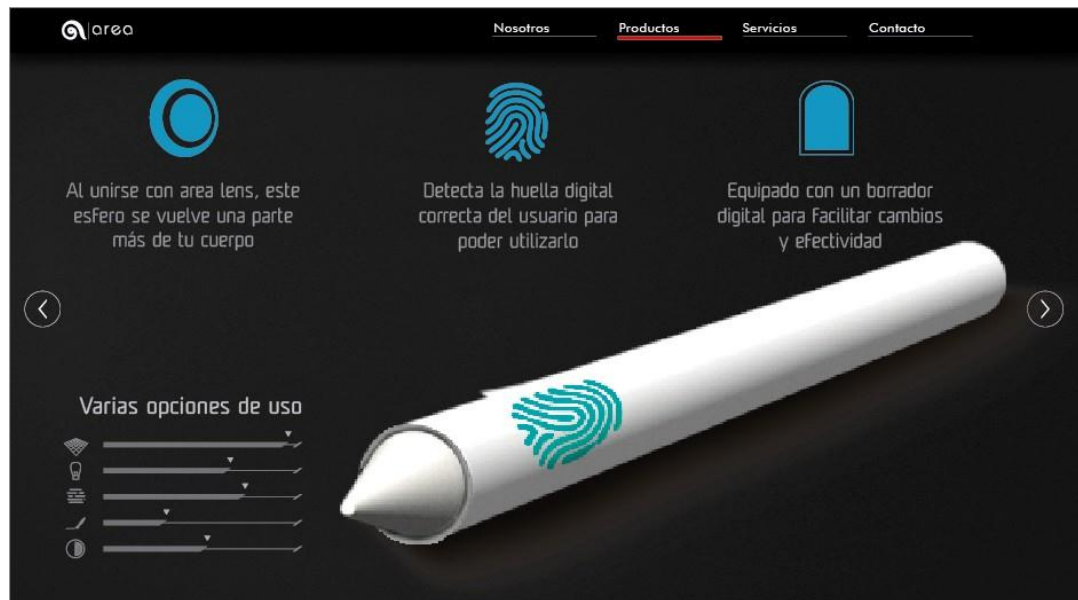 area
Nosotros
Productos
Servicios
Contacto
Al unirse con area lens, este
esfero se vuelve una parte
más de tu cuerpo
Detecta la huella digital
correcta del usuario para
poder utilizarlo
Equipado con un borrador
digital para Facilitar cambios
y efectividad
Varias opciones de uso